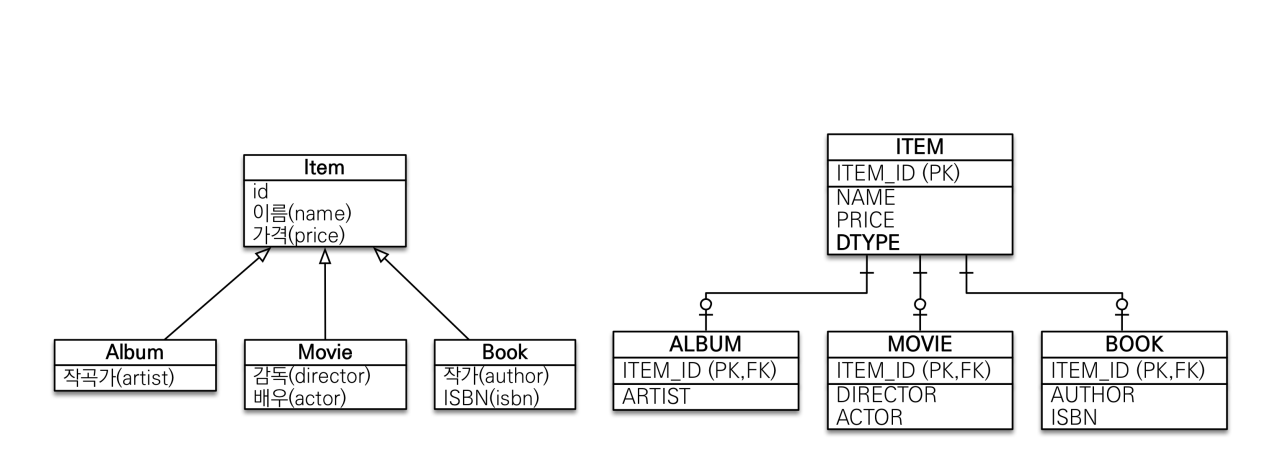 Item
id
이름(name)
가격(price)
Album
작곡가(artist)
Movie
감독(director)
배우(actor)
Book
작가(author)
ISBN(isbn)
ITEM
ITEM_ID (PK)
NAME
PRICE
DTYPE
ALBUM
ITEM_ID (PK,FK)
ARTIST
MOVIE
ITEM_ID (PK,FK)
DIRECTOR
ACTOR
BOOK
ITEM_ID (PK,FK)
AUTHOR
ISBN